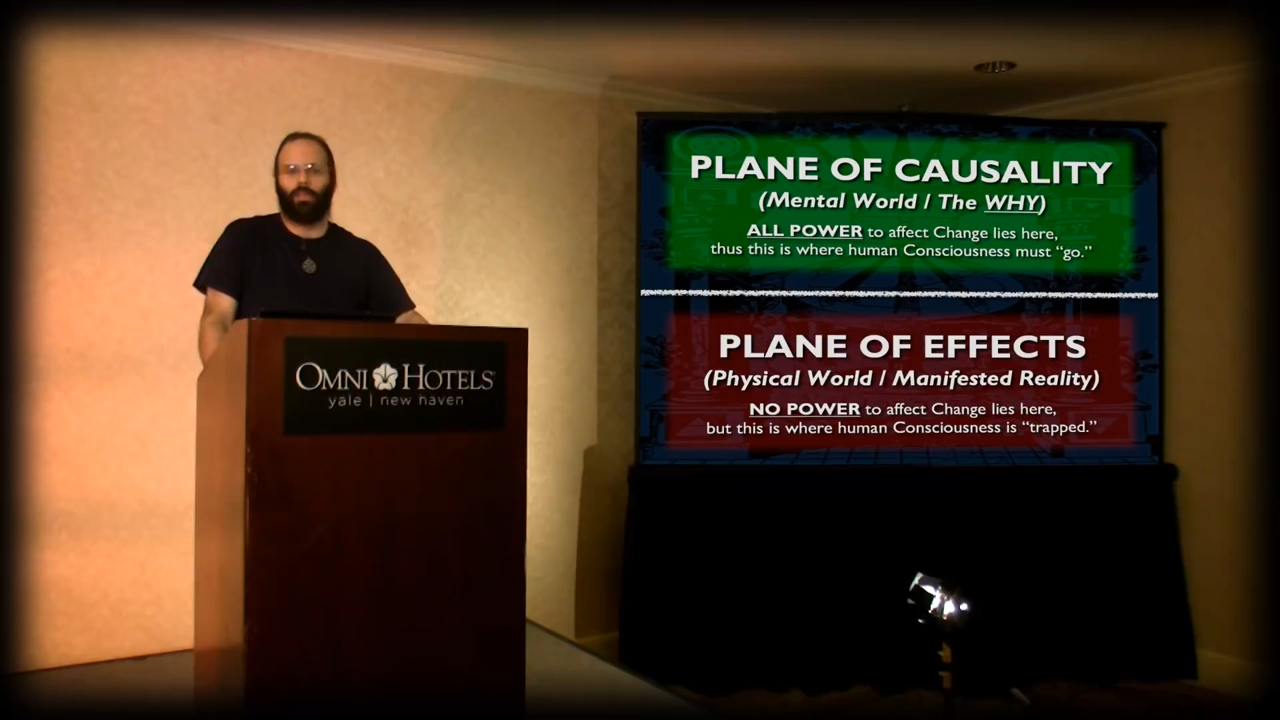 OMNI HOTELS
yale | new haven
PLANE OF CAUSALITY
(Mental World / The WHY)
ALL POWER to affect Change lies here,
thus this is where human Consciousness must “go.”
PLANE OF EFFECTS
(Physical World / Manifested Reality)
NO POWER to affect Change lies here,
but this is where human Consciousness is “trapped.”